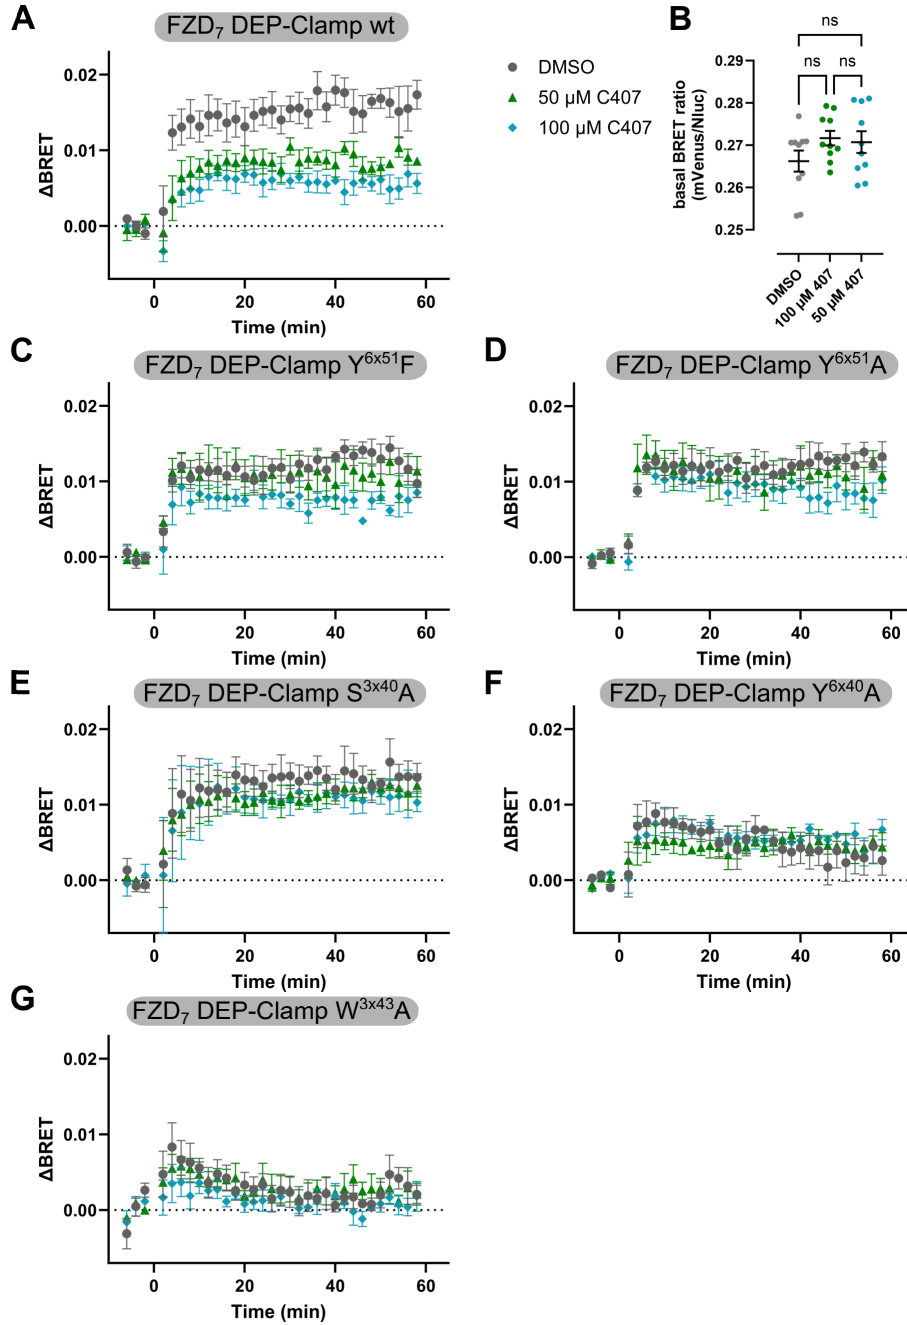 A
FZD₇ DEP-Clamp wt
0.02
0.01
0.00
ΔBRET
0
20
40
60
Time (min)
DMSO
50 µM C407
100 µM C407
B
ns
ns
ns
0.29
0.28
0.27
0.26
0.25
basal BRET ratio
(mVenus/Nluc)
DMSO
100 µM 407
50 µM 407
C
FZD₇ DEP-Clamp Y⁶ˣ⁵¹F
0.02
0.01
0.00
ΔBRET
0
20
40
60
Time (min)
D
FZD₇ DEP-Clamp Y⁶ˣ⁵¹A
0.02
0.01
0.00
ΔBRET
0
20
40
60
Time (min)
E
FZD₇ DEP-Clamp S³ˣ⁴⁰A
0.02
0.01
0.00
ΔBRET
0
20
40
60
Time (min)
F
FZD₇ DEP-Clamp Y⁶ˣ⁴⁰A
0.02
0.01
0.00
ΔBRET
0
20
40
60
Time (min)
G
FZD₇ DEP-Clamp W³ˣ⁴³A
0.02
0.01
0.00
ΔBRET
0
20
40
60
Time (min)